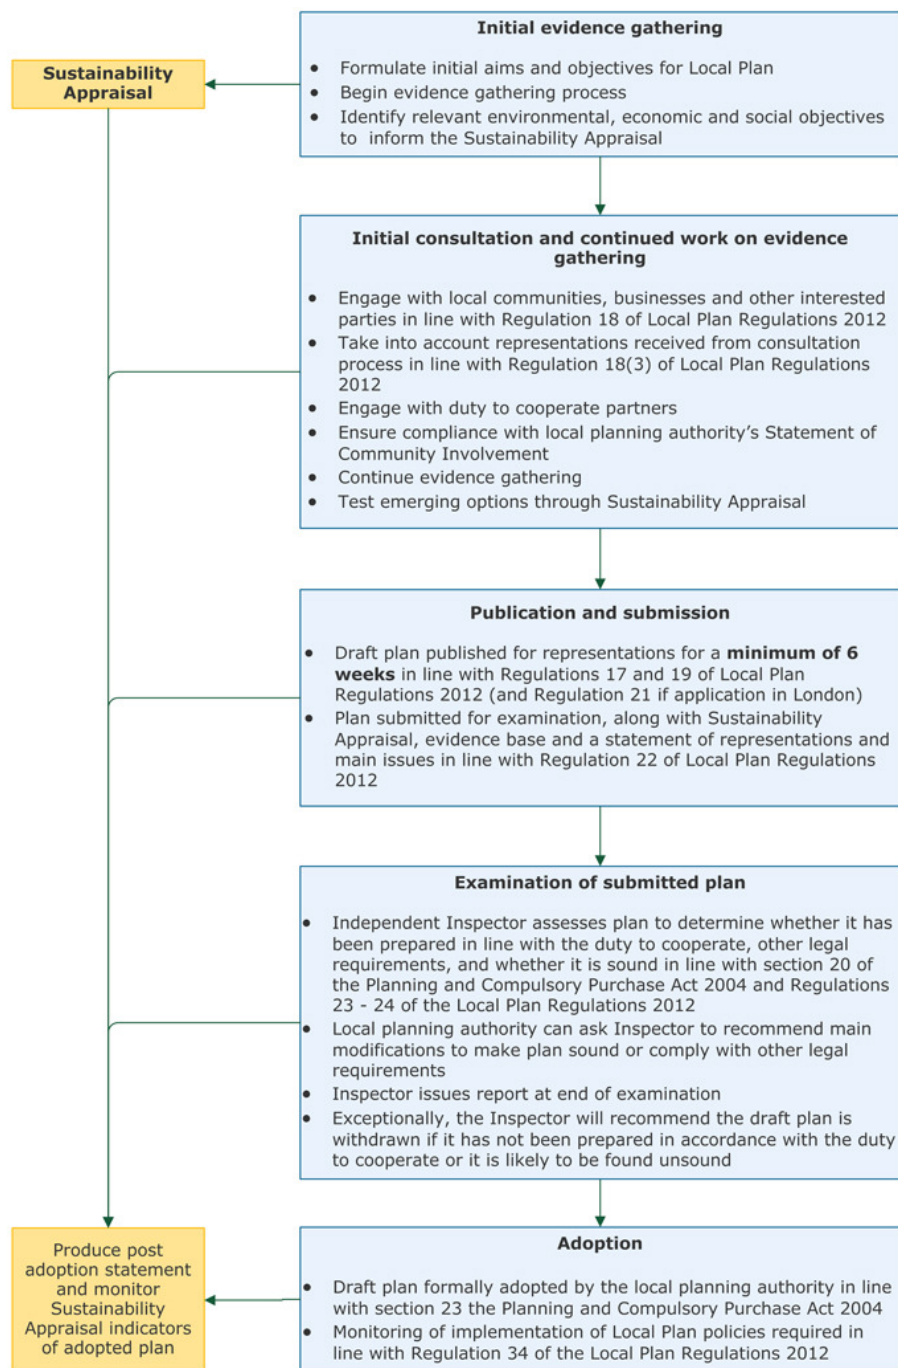 Initial evidence gathering
Sustainability
Appraisal
• Formulate initial aims and objectives for Local Plan
• Begin evidence gathering process
• Identify relevant environmental, economic and social objectives
to inform the Sustainability Appraisal
Initial consultation and continued work on evidence
gathering
• Engage with local communities, businesses and other interested
parties in line with Regulation 18 of Local Plan Regulations 2012
• Take into account representations received from consultation
process in line with Regulation 18(3) of Local Plan Regulations
2012
• Engage with duty to cooperate partners
• Ensure compliance with local planning authority’s Statement of
Community Involvement
• Continue evidence gathering
• Test emerging options through Sustainability Appraisal
Publication and submission
• Draft plan published for representations for a minimum of 6
weeks in line with Regulations 17 and 19 of Local Plan
Regulations 2012 (and Regulation 21 if application in London)
• Plan submitted for examination, along with Sustainability
Appraisal, evidence base and a statement of representations and
main issues in line with Regulation 22 of Local Plan Regulations
2012
Examination of submitted plan
• Independent Inspector assesses plan to determine whether it has
been prepared in line with the duty to cooperate, other legal
requirements, and whether it is sound in line with section 20 of
the Planning and Compulsory Purchase Act 2004 and Regulations
23 - 24 of the Local Plan Regulations 2012
• Local planning authority can ask Inspector to recommend main
modifications to make plan sound or comply with other legal
requirements
• Inspector issues report at end of examination
• Exceptionally, the Inspector will recommend the draft plan is
withdrawn if it has not been prepared in accordance with the duty
to cooperate or it is likely to be found unsound
Adoption
• Draft plan formally adopted by the local planning authority in line
with section 23 the Planning and Compulsory Purchase Act 2004
• Monitoring of implementation of Local Plan policies required in
line with Regulation 34 of the Local Plan Regulations 2012
Produce post
adoption statement
and monitor
Sustainability
Appraisal indicators
of adopted plan